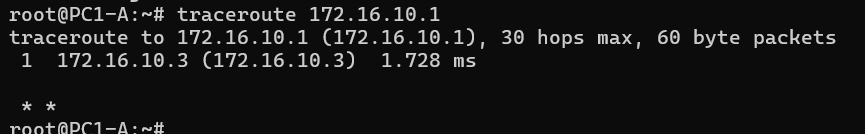 root@PC1-A:~# traceroute 172.16.10.1
traceroute to 172.16.10.1 (172.16.10.1), 30 hops max, 60 byte packets
 1  172.16.10.3 (172.16.10.3)  1.728 ms
 * *
root@PC1-A:~#